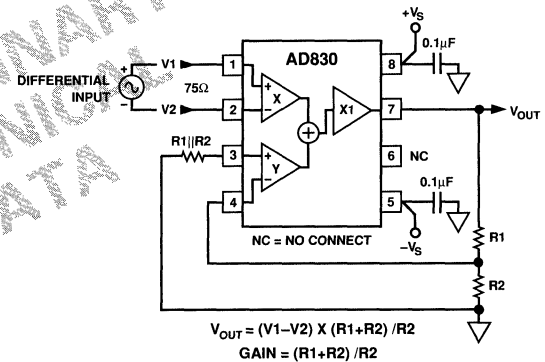 +VS
0.1μF
AD830
V1
1
8
DIFFERENTIAL
INPUT
+
−
75Ω
+
X
−
X1
7
VOUT
V2
2
+
R1||R2
3
+
Y
−
6
NC
4
5
0.1μF
−VS
NC = NO CONNECT
R1
R2
VOUT = (V1–V2) X (R1+R2) /R2
GAIN = (R1+R2) /R2
DATA